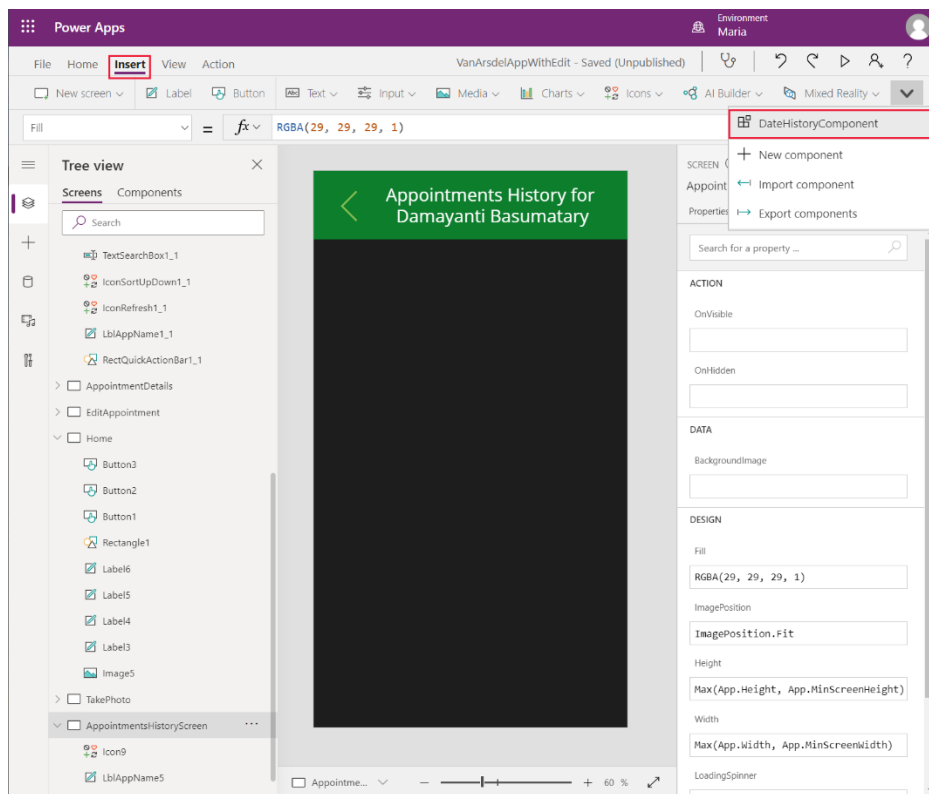 Power Apps
Environment
Maria
File Home Insert View Action
VanArsdelAppWithEdit - Saved (Unpublished)
New screen Label Button Text Input Media Charts Icons AI Builder Mixed Reality
Fill = fx RGBA(29, 29, 29, 1)
DateHistoryComponent
New component
Import component
Export components
Tree view
Screens Components
Search
TextSearchBox1_1
IconSortUpDown1_1
IconRefresh1_1
LblAppName1_1
RectQuickActionBar1_1
AppointmentDetails
EditAppointment
Home
Button3
Button2
Button1
Rectangle1
Label6
Label5
Label4
Label3
Image5
TakePhoto
AppointmentsHistoryScreen ...
Icon9
LblAppName5
Appointments History for
Damayanti Basumatary
Appointme... 60 %
SCREEN
Appoint
Properties
Search for a property ...
ACTION
OnVisible
OnHidden
DATA
BackgroundImage
DESIGN
Fill
RGBA(29, 29, 29, 1)
ImagePosition
ImagePosition.Fit
Height
Max(App.Height, App.MinScreenHeight)
Width
Max(App.Width, App.MinScreenWidth)
LoadingSpinner